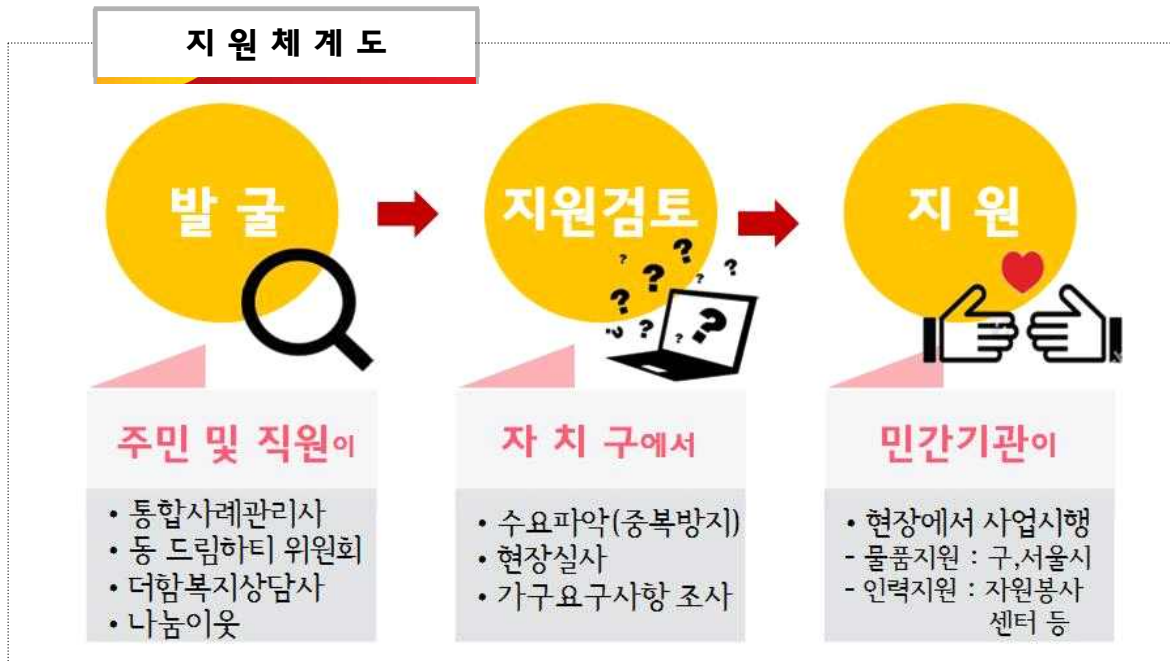 지 원 체 계 도
발 굴
지원검토
지 원
주민 및 직원이
• 통합사례관리사
• 동 드림하티 위원회
• 더함복지상담사
• 나눔이웃
자 치 구에서
• 수요파악(중복방지)
• 현장실사
• 가구요구사항 조사
민간기관이
• 현장에서 사업시행
- 물품지원 : 구,서울시
- 인력지원 : 자원봉사
센터 등